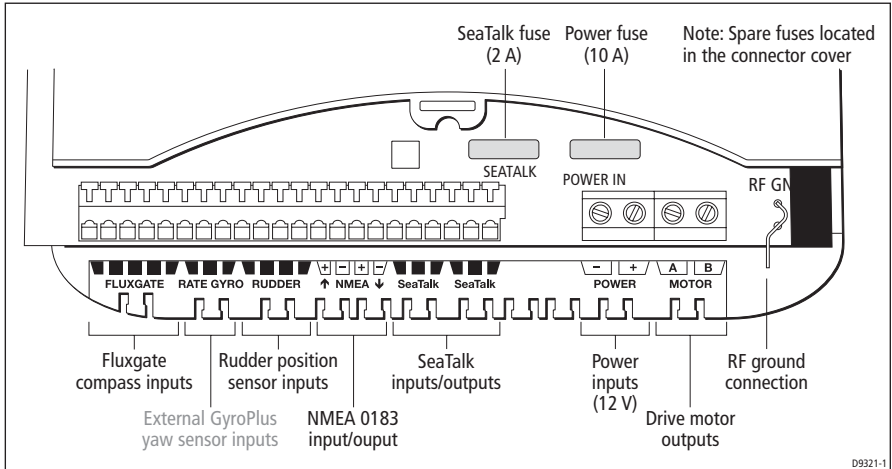 SeaTalk fuse
(2 A)
Power fuse
(10 A)
Note: Spare fuses located
in the connector cover
SEATALK
POWER IN
RF GN
+ − + −
− +
A B
FLUXGATE
RATE GYRO
RUDDER
↑ NMEA ↓
SeaTalk
SeaTalk
POWER
MOTOR
Fluxgate
compass inputs
Rudder position
sensor inputs
SeaTalk
inputs/outputs
Power
inputs
(12 V)
RF ground
connection
External GyroPlus
yaw sensor inputs
NMEA 0183
input/ouput
Drive motor
outputs
D9321-1